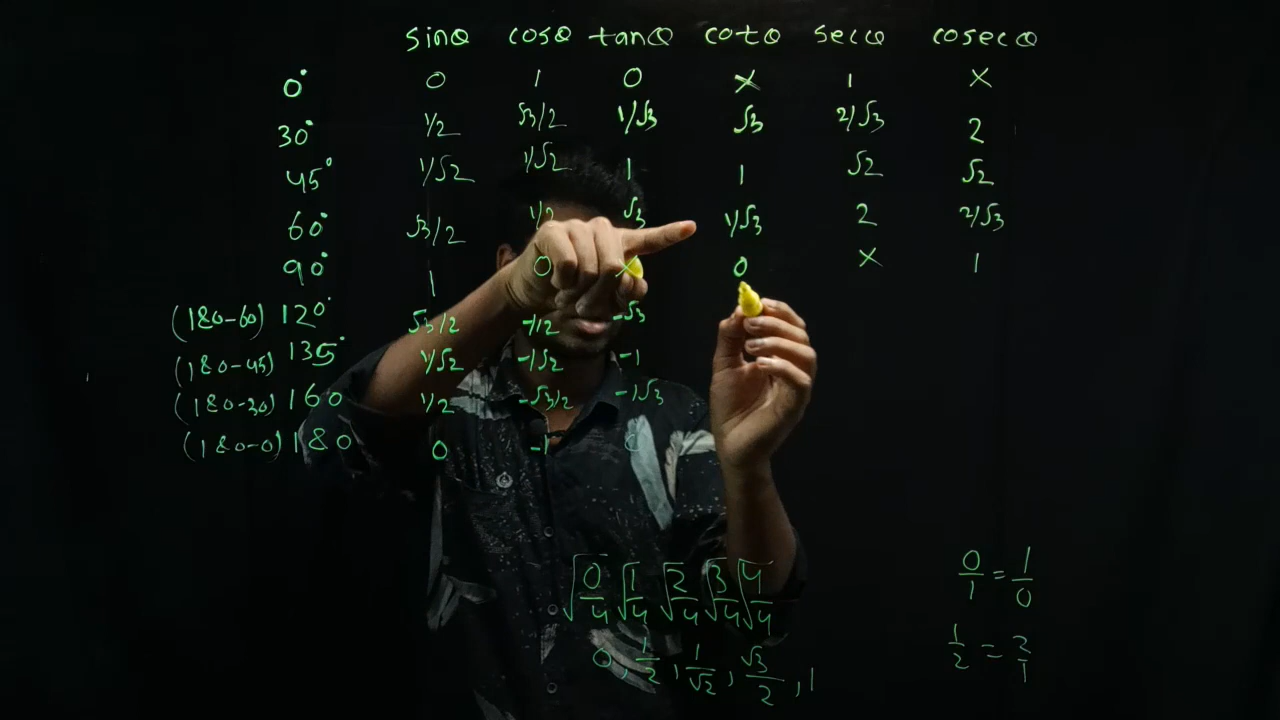 sinθ cosθ tanθ cotθ secθ cosecθ
0° 0 1 0 x 1 x
30° 1/2 √3/2 1/√3 √3 2/√3 2
45° 1/√2 1/√2 1 1 √2 √2
60° √3/2 1/2 √3 1/√3 2 2/√3
90° 1 0 x 0 x 1
(180-60) 120° √3/2 -1/2 -√3
(180-45) 135° 1/√2 -1√2 -1
(180-30) 160 1/2 -√3/2 -1√3
(180-0) 180 0 -1 0
√0/4 √1/4 √2/4 √3/4 √4/4
0, 1/2, 1/√2, √3/2, 1
0/1 = 1/0
1/2 = 2/1